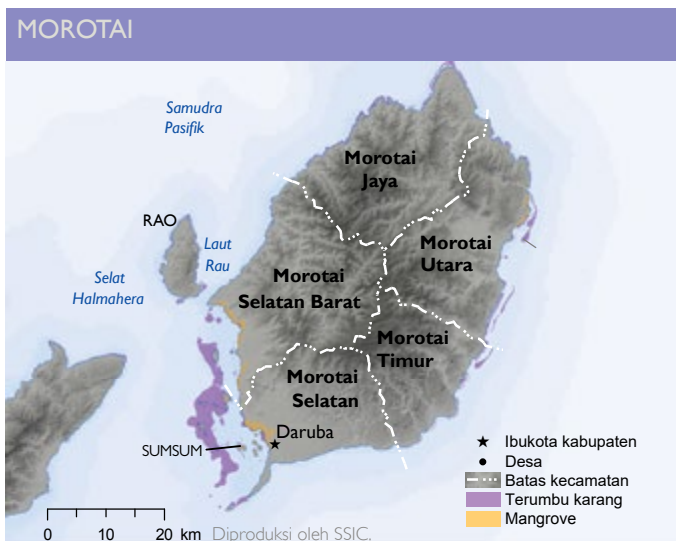 MOROTAI
Samudra
Pasifik
Morotai
Jaya
RAO
Laut
Rau
Morotai
Utara
Selat
Halmahera
Morotai
Selatan Barat
Morotai
Timur
Morotai
Selatan
Daruba
SUMSUM
Ibukota kabupaten
Desa
Batas kecamatan
Terumbu karang
Mangrove
0 10 20 km
Diproduksi oleh SSIC.